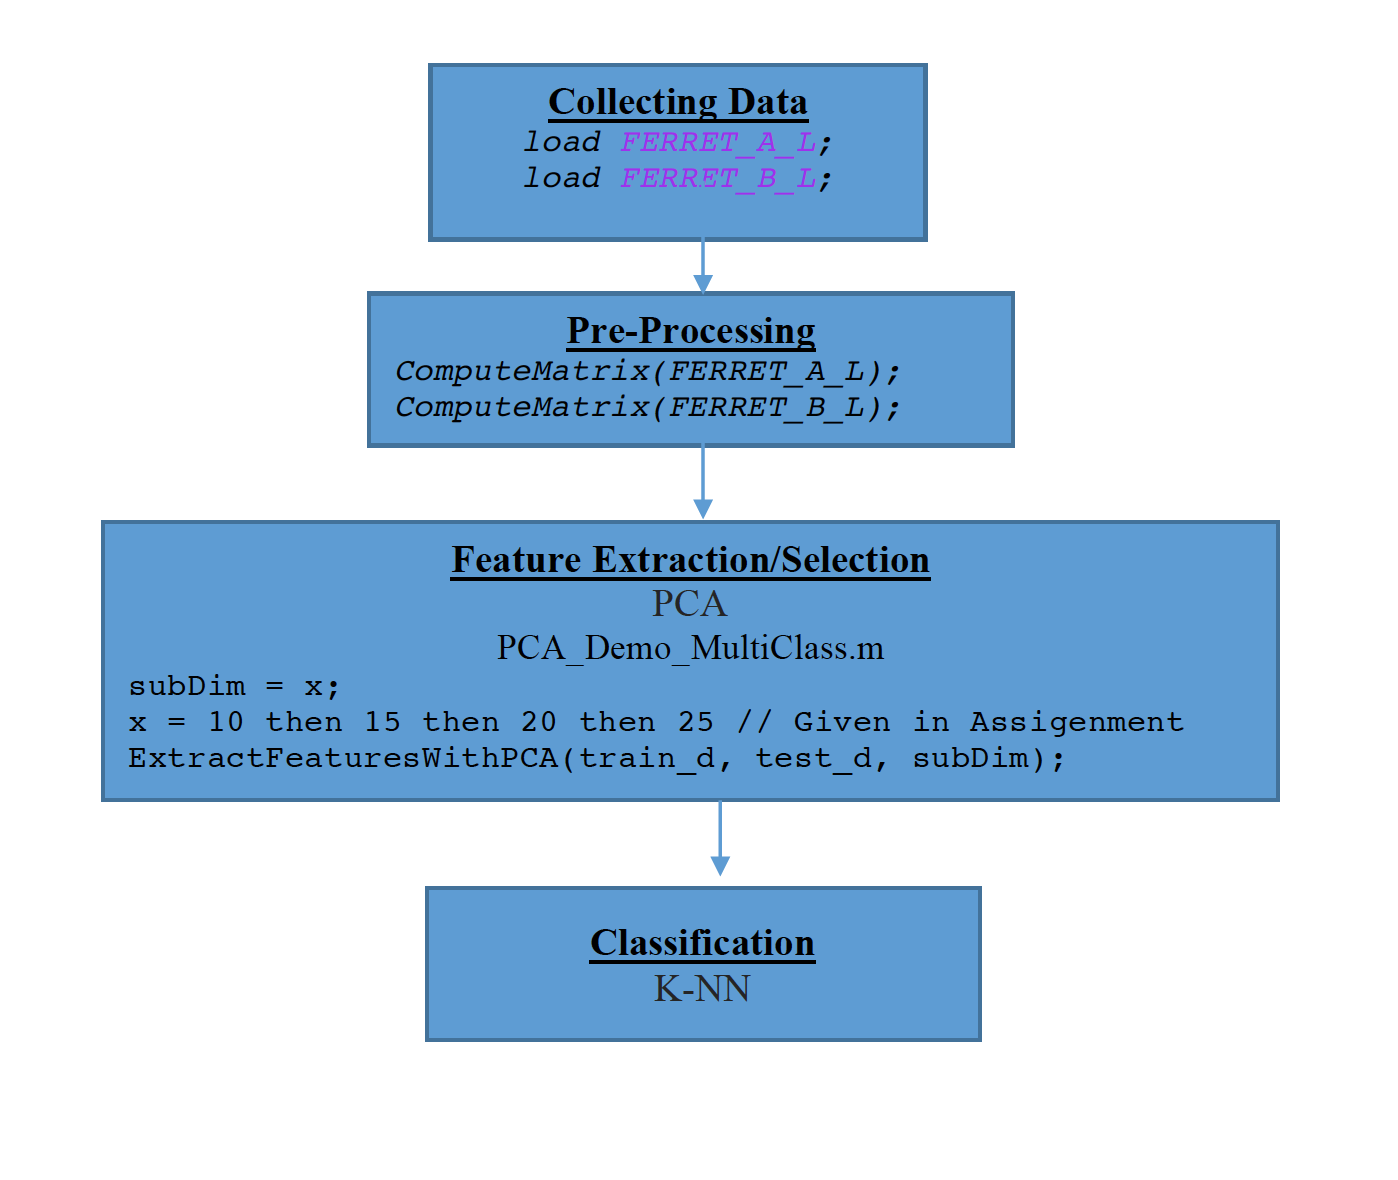 Collecting Data
load FERRET_A_L;
load FERRET_B_L;
Pre-Processing
ComputeMatrix(FERRET_A_L);
ComputeMatrix(FERRET_B_L);
Feature Extraction/Selection
PCA
PCA_Demo_MultiClass.m
subDim = x;
x = 10 then 15 then 20 then 25 // Given in Assigenment
ExtractFeaturesWithPCA(train_d, test_d, subDim);
Classification
K-NN